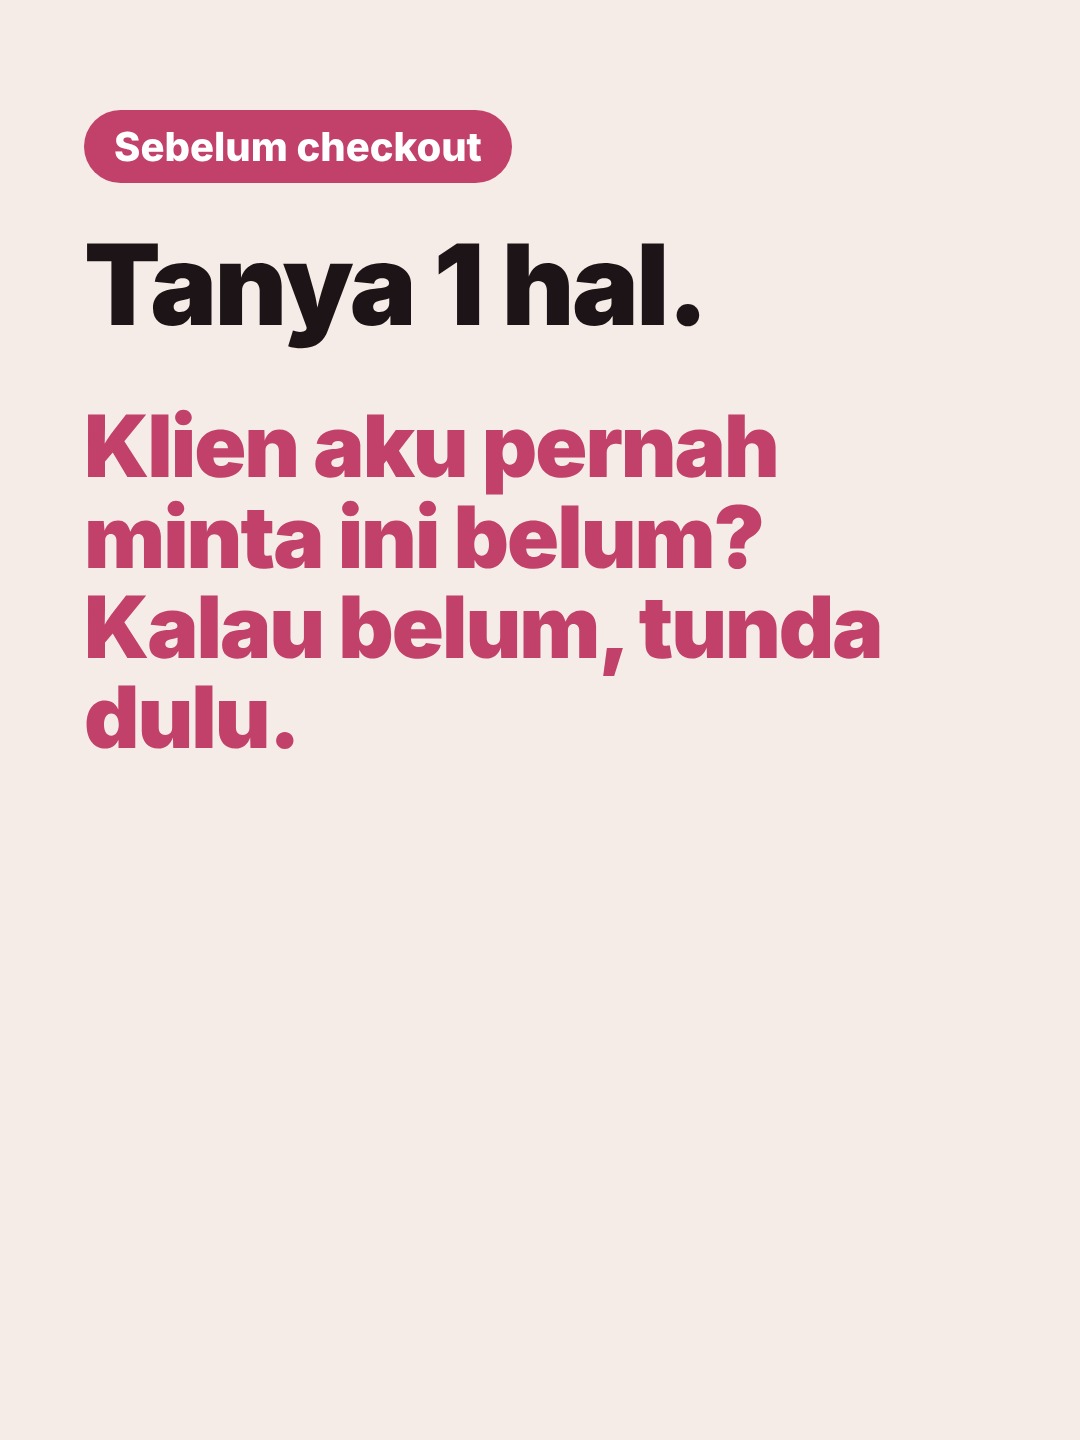 Sebelum checkout
Tanya 1 hal.
Klien aku pernah
minta ini belum?
Kalau belum, tunda
dulu.